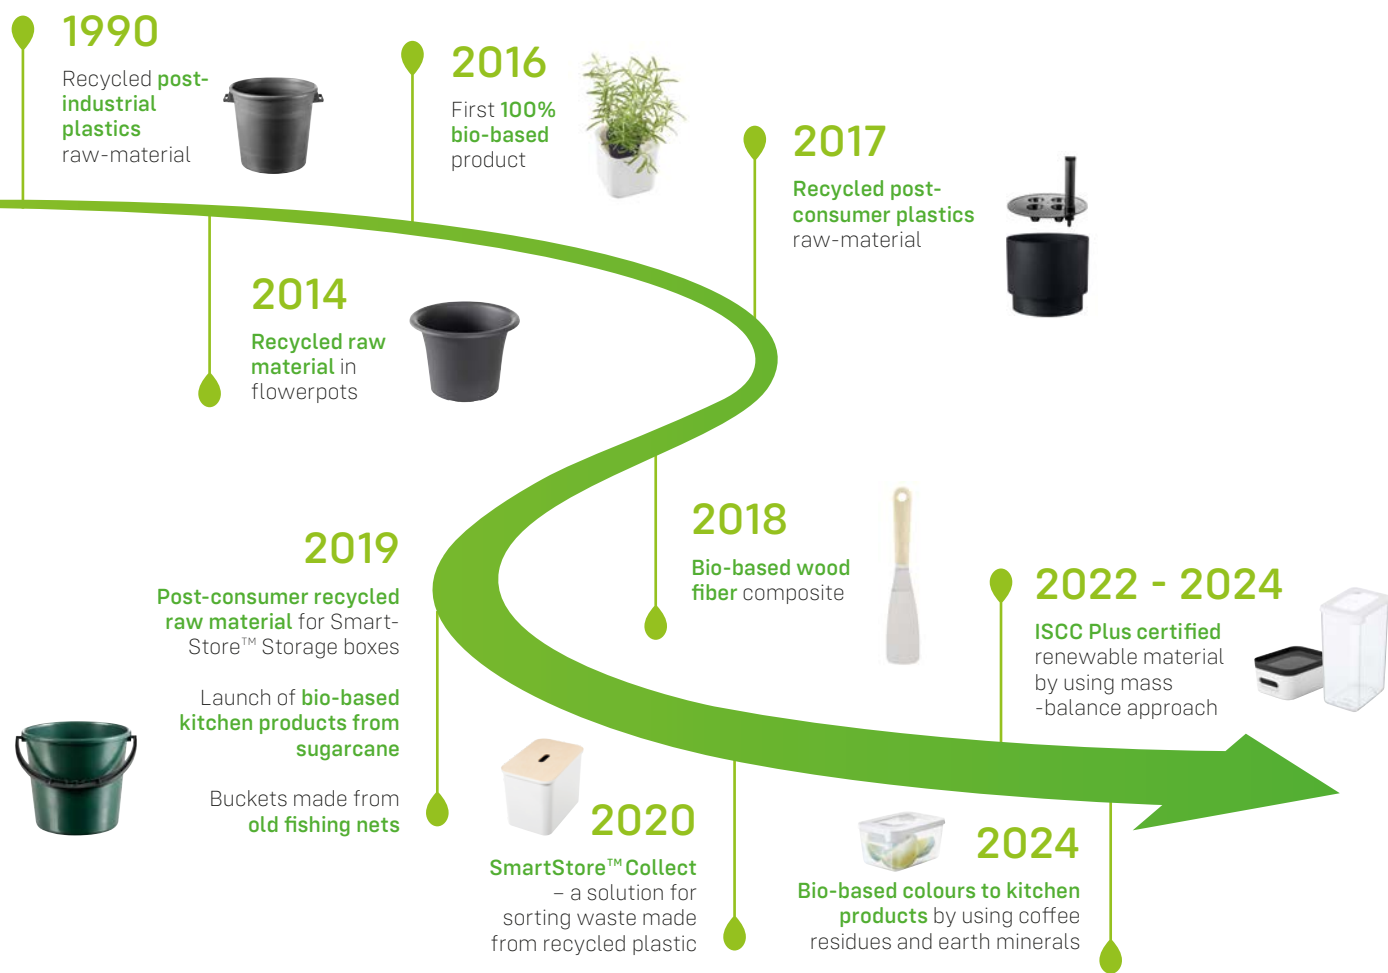 1990
Recycled post-
industrial
plastics
raw-material
2014
Recycled raw
material in
flowerpots
2016
First 100%
bio-based
product
2017
Recycled post-
consumer plastics
raw-material
2018
Bio-based wood
fiber composite
2019
Post-consumer recycled
raw material for Smart-
Store™ Storage boxes
Launch of bio-based
kitchen products from
sugarcane
Buckets made from
old fishing nets
2020
SmartStore™ Collect
– a solution for
sorting waste made
from recycled plastic
2022 - 2024
ISCC Plus certified
renewable material
by using mass
-balance approach
2024
Bio-based colours to kitchen
products by using coffee
residues and earth minerals